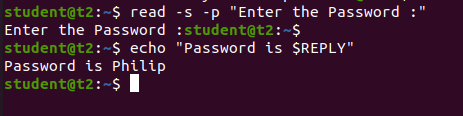 student@t2:~$ read -s -p "Enter the Password :"
Enter the Password :student@t2:~$
student@t2:~$ echo "Password is $REPLY"
Password is Philip
student@t2:~$